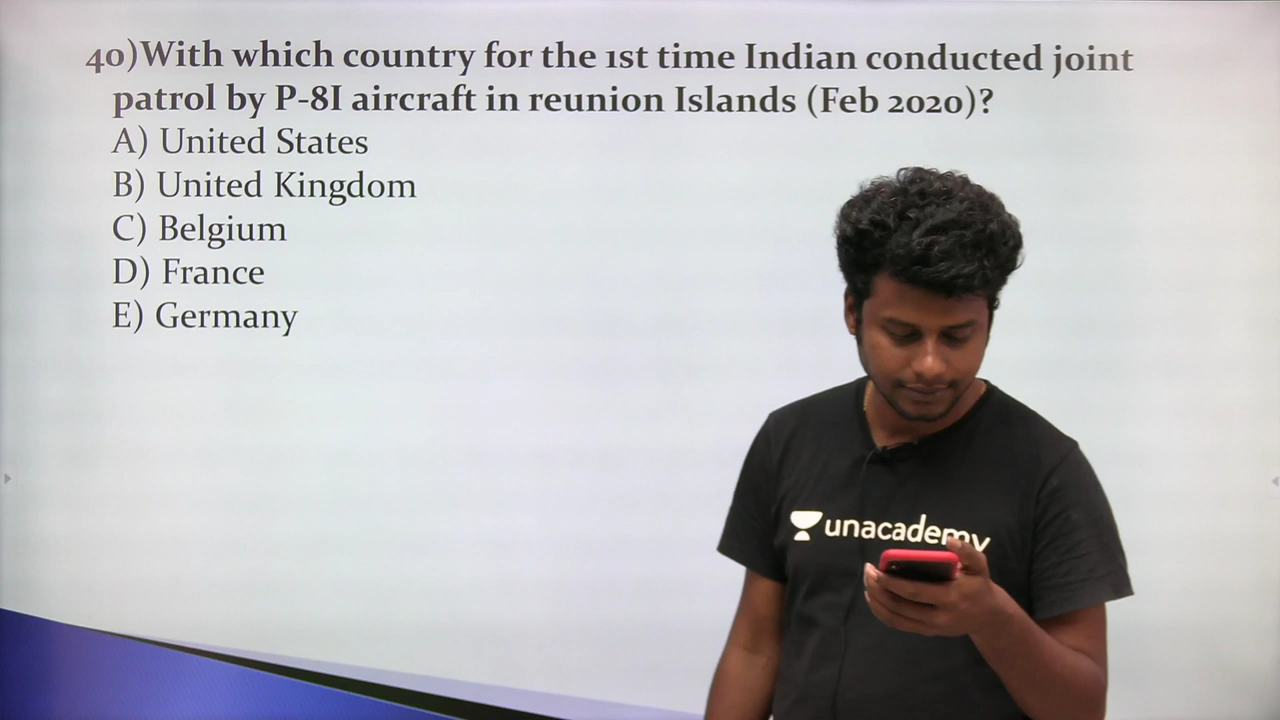 40)With which country for the 1st time Indian conducted joint
patrol by P-8I aircraft in reunion Islands (Feb 2020)?
A) United States
B) United Kingdom
C) Belgium
D) France
E) Germany
unacademy